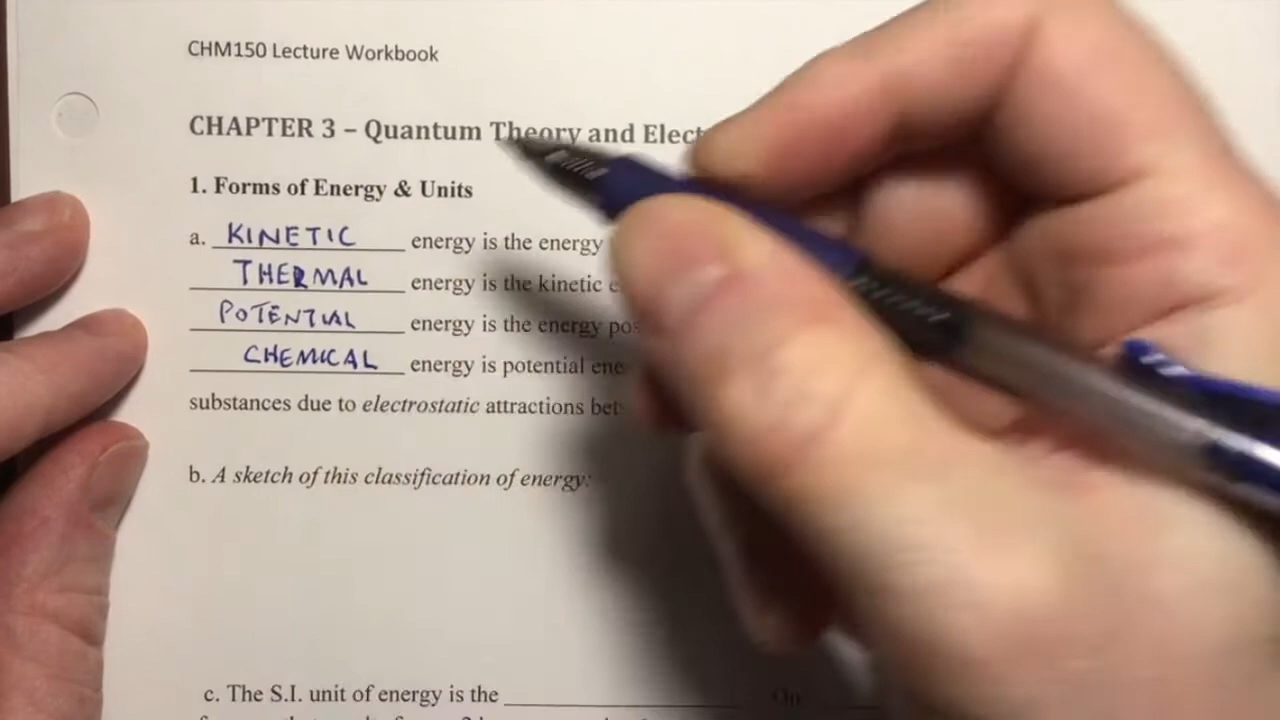 CHM150 Lecture Workbook
CHAPTER 3 – Quantum Theory and Elect
1. Forms of Energy & Units
a. KINETIC energy is the energy
THERMAL energy is the kinetic e
POTENTIAL energy is the energy pos
CHEMICAL energy is potential ene
substances due to electrostatic attractions bet
b. A sketch of this classification of energy:
c. The S.I. unit of energy is the ____________ On